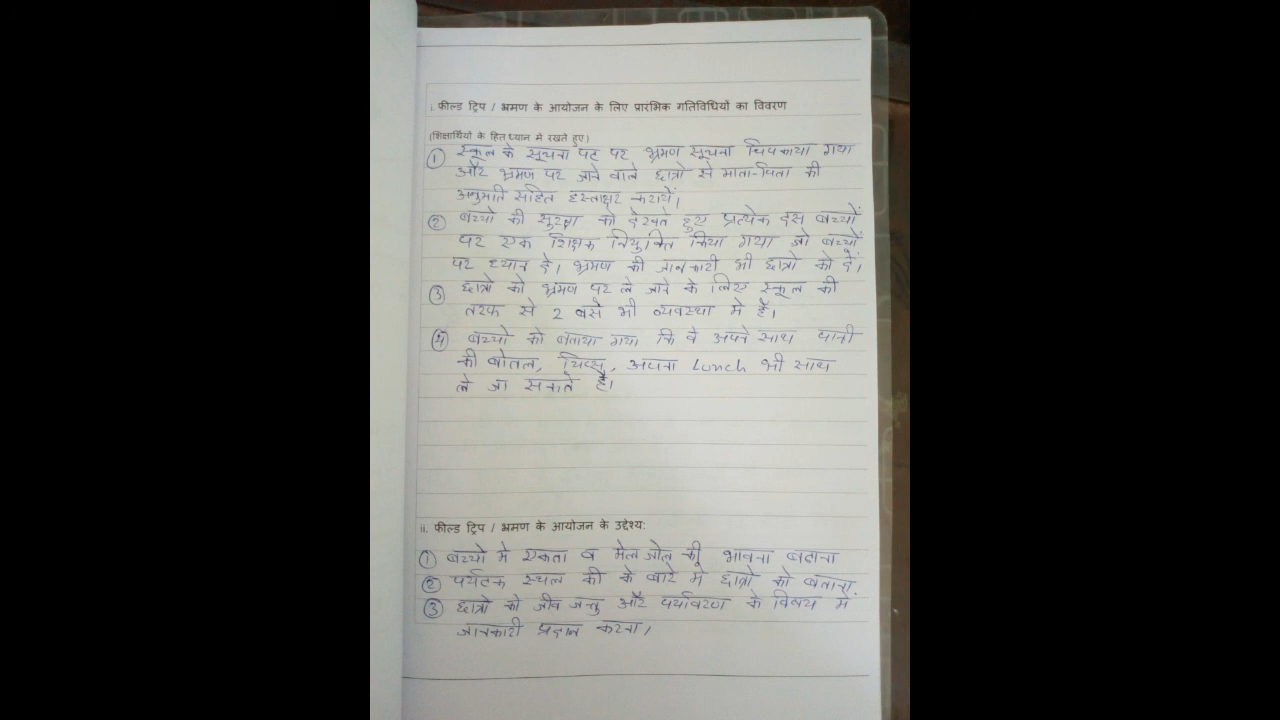 i. फील्ड ट्रिप / भ्रमण के आयोजन के लिए प्रारंभिक गतिविधियों का विवरण
(शिक्षार्थियों के हित ध्यान में रखते हुए)
① स्कूल के सूचना पट पर भ्रमण सूचना चिपकाया गया
और भ्रमण पर जाने वाले छात्रो से माता-पिता की
अनुमति सहित हस्ताक्षर करायें।
② बच्चो की सुरक्षा को देखते हुए प्रत्येक दस बच्चों
पर एक शिक्षक नियुक्ति किया गया जो बच्चों
पर ध्यान दे। भ्रमण की जानकारी भी छात्रो को दें।
③ छात्रो को भ्रमण पर ले जाने के लिए स्कूल की
तरफ से 2 बसे भी व्यवस्था मे हैं।
④ बच्चो को बताया गया कि वे अपने साथ पानी
की बोतल, चिप्स, अपना Lunch भी साथ
ले जा सकते हैं।
ii. फील्ड ट्रिप / भ्रमण के आयोजन के उद्देश्य:
① बच्चो मे एकता व मेल जोल की भावना बढाना
② पर्यटक स्थल की के बारे मे छात्रो को बताना.
③ छात्रो को जीव जन्तु और पर्यावरण के विषय मे
जानकारी प्रदान करना।